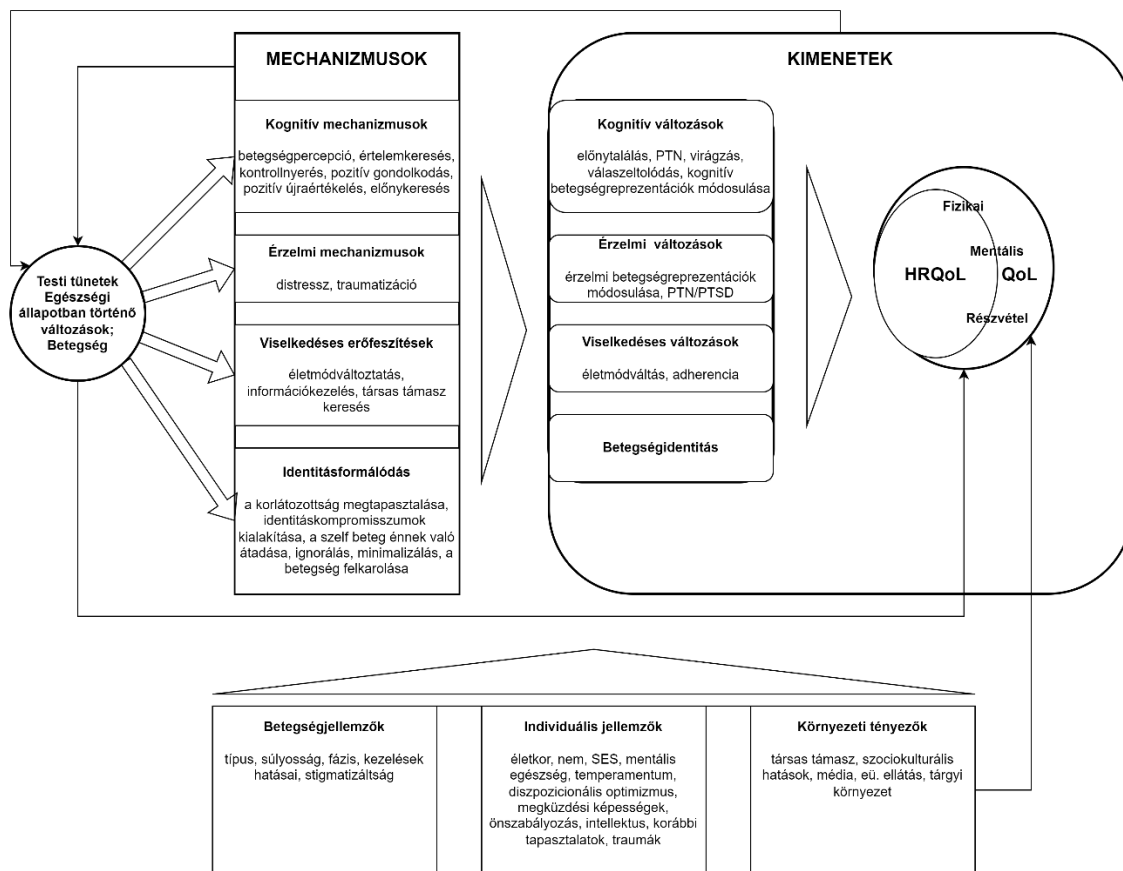 MECHANIZMUSOK
Kognitív mechanizmusok
betegségpercepció, értelemkeresés,
kontrollnyerés, pozitív gondolkodás,
pozitív újraértékelés, előnykeresés
Érzelmi mechanizmusok
distressz, traumatizáció
Viselkedéses erőfeszítések
életmódváltoztatás,
információkezelés, társas támasz
keresés
Identitásformálódás
a korlátozottság megtapasztalása,
identitáskompromisszumok
kialakítása, a szelf beteg énnek való
átadása, ignorálás, minimalizálás, a
betegség felkarolása
Testi tünetek
Egészségi
állapotban történő
változások;
Betegség
KIMENETEK
Kognitív változások
előnytalálás, PTN, virágzás,
válaszeltolódás, kognitív
betegségreprezentációk módosulása
Érzelmi változások
érzelmi betegségreprezentációk
módosulása, PTN/PTSD
Viselkedéses változások
életmódváltás, adherencia
Betegségidentitás
Fizikai
Mentális
HRQoL
QoL
Részvétel
Betegségjellemzők
típus, súlyosság, fázis, kezelések
hatásai, stigmatizáltság
Individuális jellemzők
életkor, nem, SES, mentális
egészség, temperamentum,
diszpozicionális optimizmus,
megküzdési képességek,
önszabályozás, intellektus, korábbi
tapasztalatok, traumák
Környezeti tényezők
társas támasz, szociokulturális
hatások, média, eü. ellátás, tárgyi
környezet